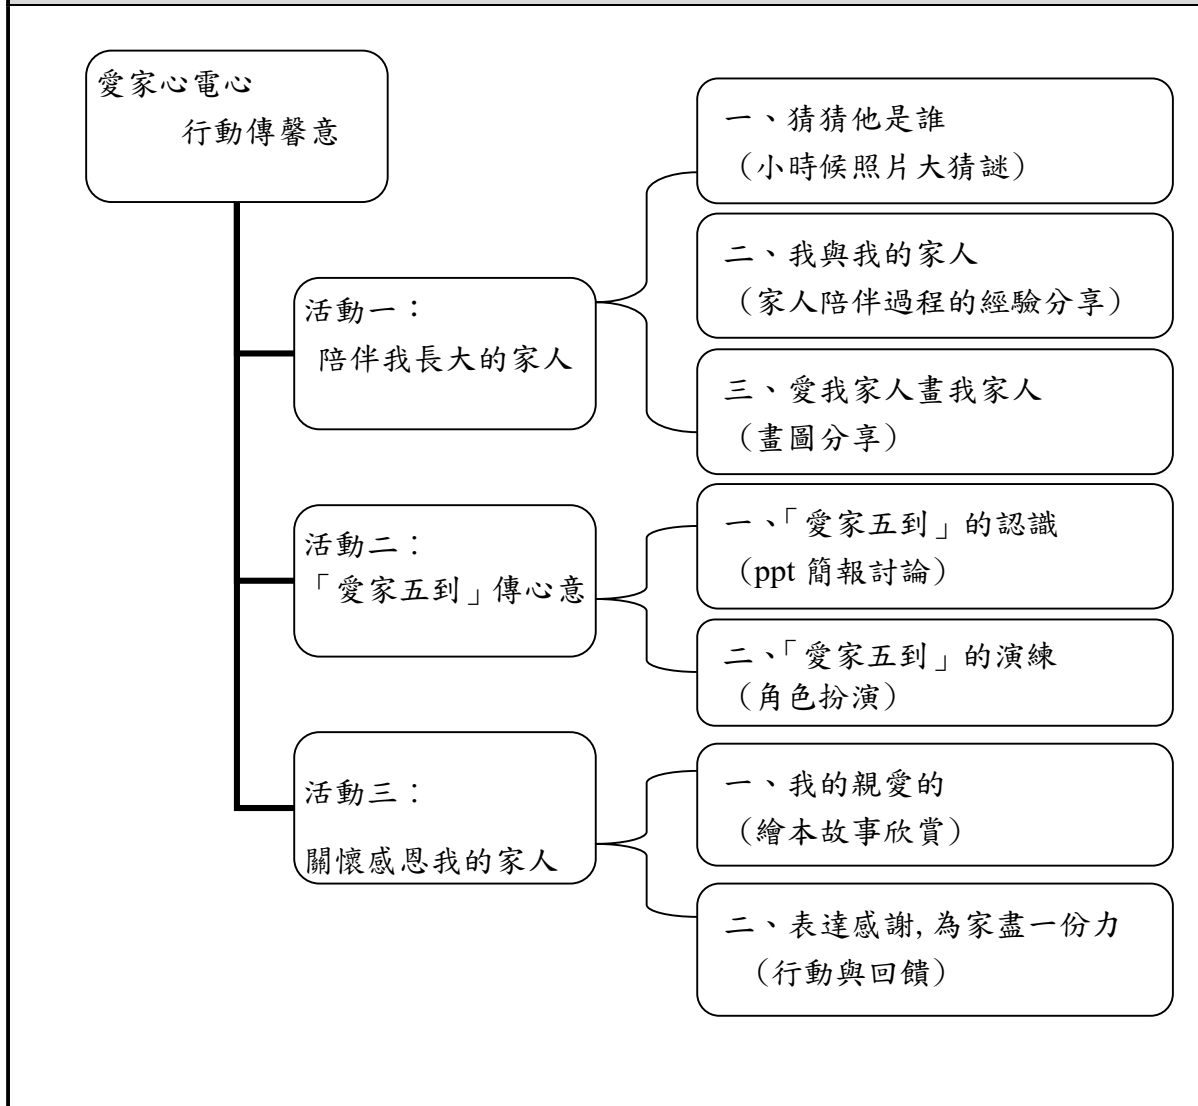 愛家心電心
行動傳馨意
活動一：
陪伴我長大的家人
一、猜猜他是誰
（小時候照片大猜謎）
二、我與我的家人
（家人陪伴過程的經驗分享）
三、愛我家人畫我家人
（畫圖分享）
活動二：
「愛家五到」傳心意
一、「愛家五到」的認識
（ppt 簡報討論）
二、「愛家五到」的演練
（角色扮演）
活動三：
關懷感恩我的家人
一、我的親愛的
（繪本故事欣賞）
二、表達感謝,為家盡一份力
（行動與回饋）